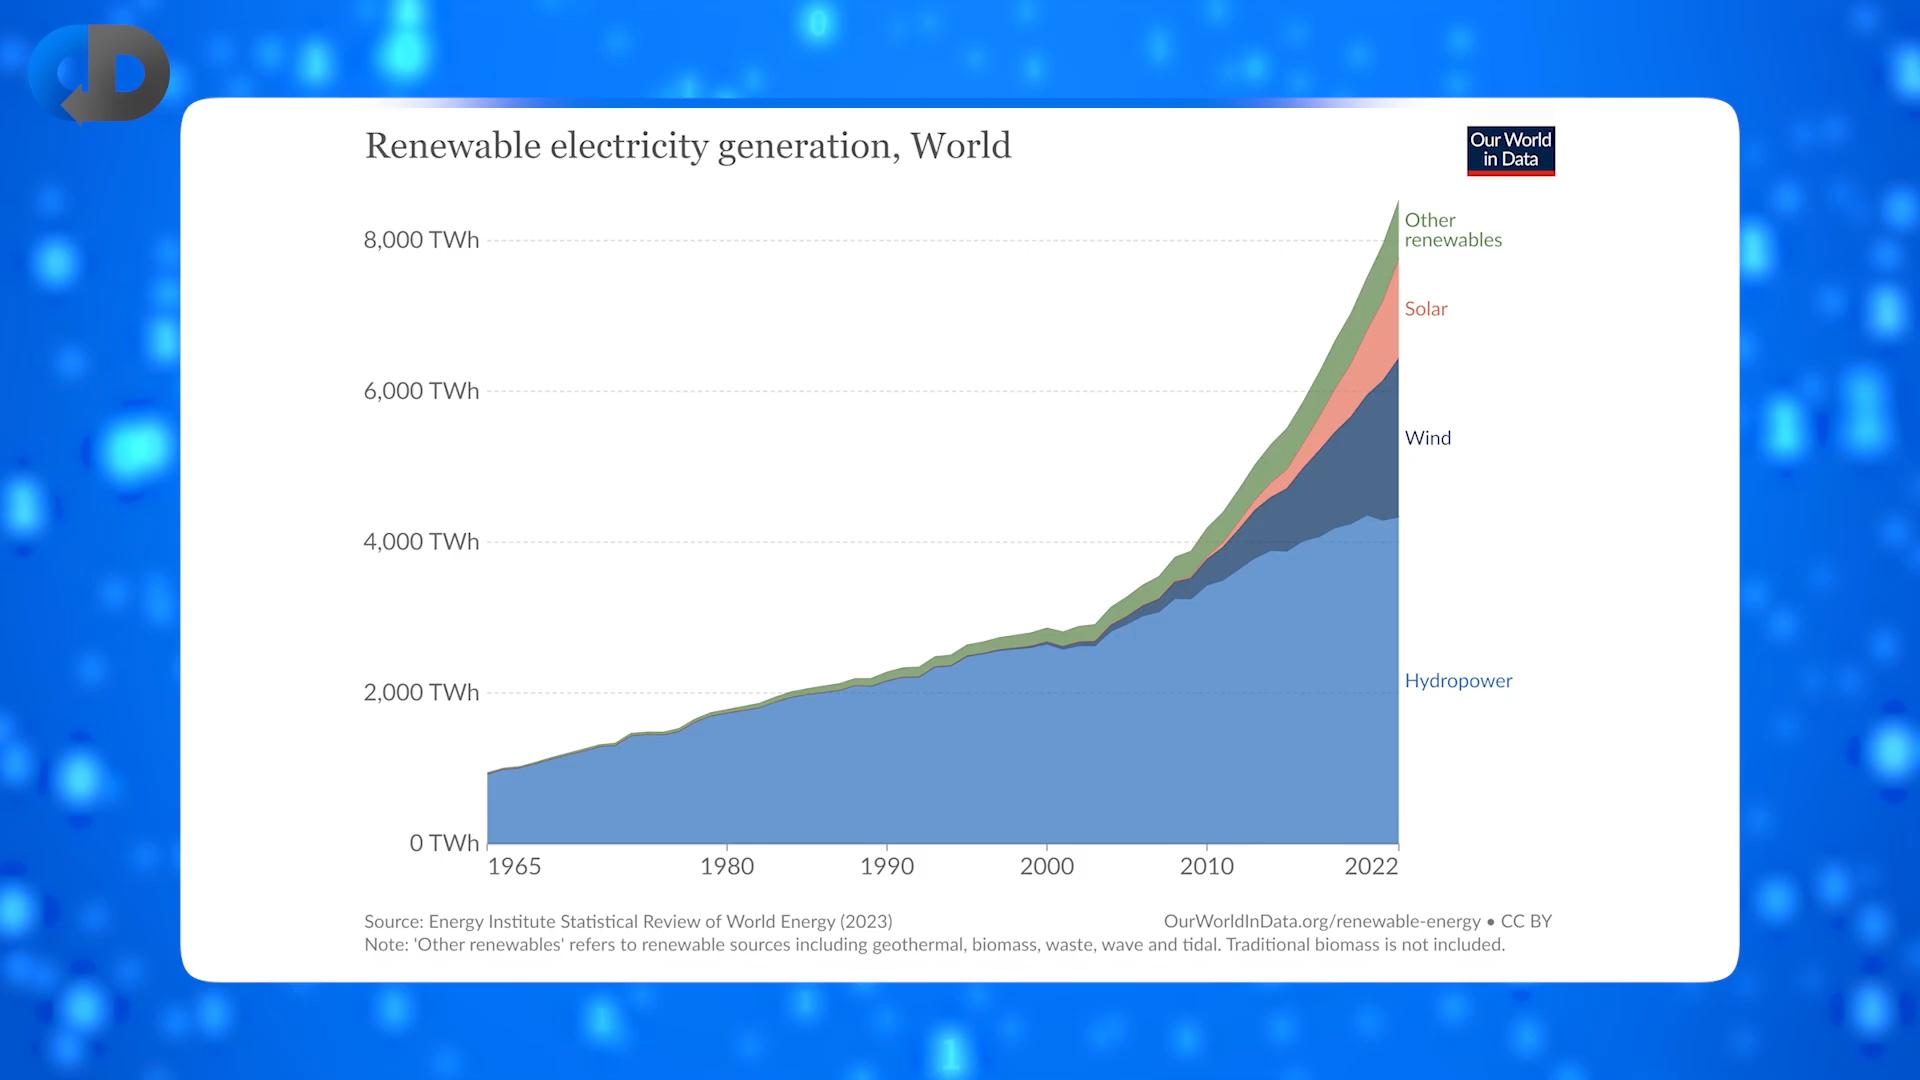 Renewable electricity generation, World
Our World
in Data
8,000 TWh
6,000 TWh
4,000 TWh
2,000 TWh
0 TWh
Other
renewables
Solar
Wind
Hydropower
1965
1980
1990
2000
2010
2022
Source: Energy Institute Statistical Review of World Energy (2023)
OurWorldInData.org/renewable-energy • CC BY
Note: 'Other renewables' refers to renewable sources including geothermal, biomass, waste, wave and tidal. Traditional biomass is not included.
0
1